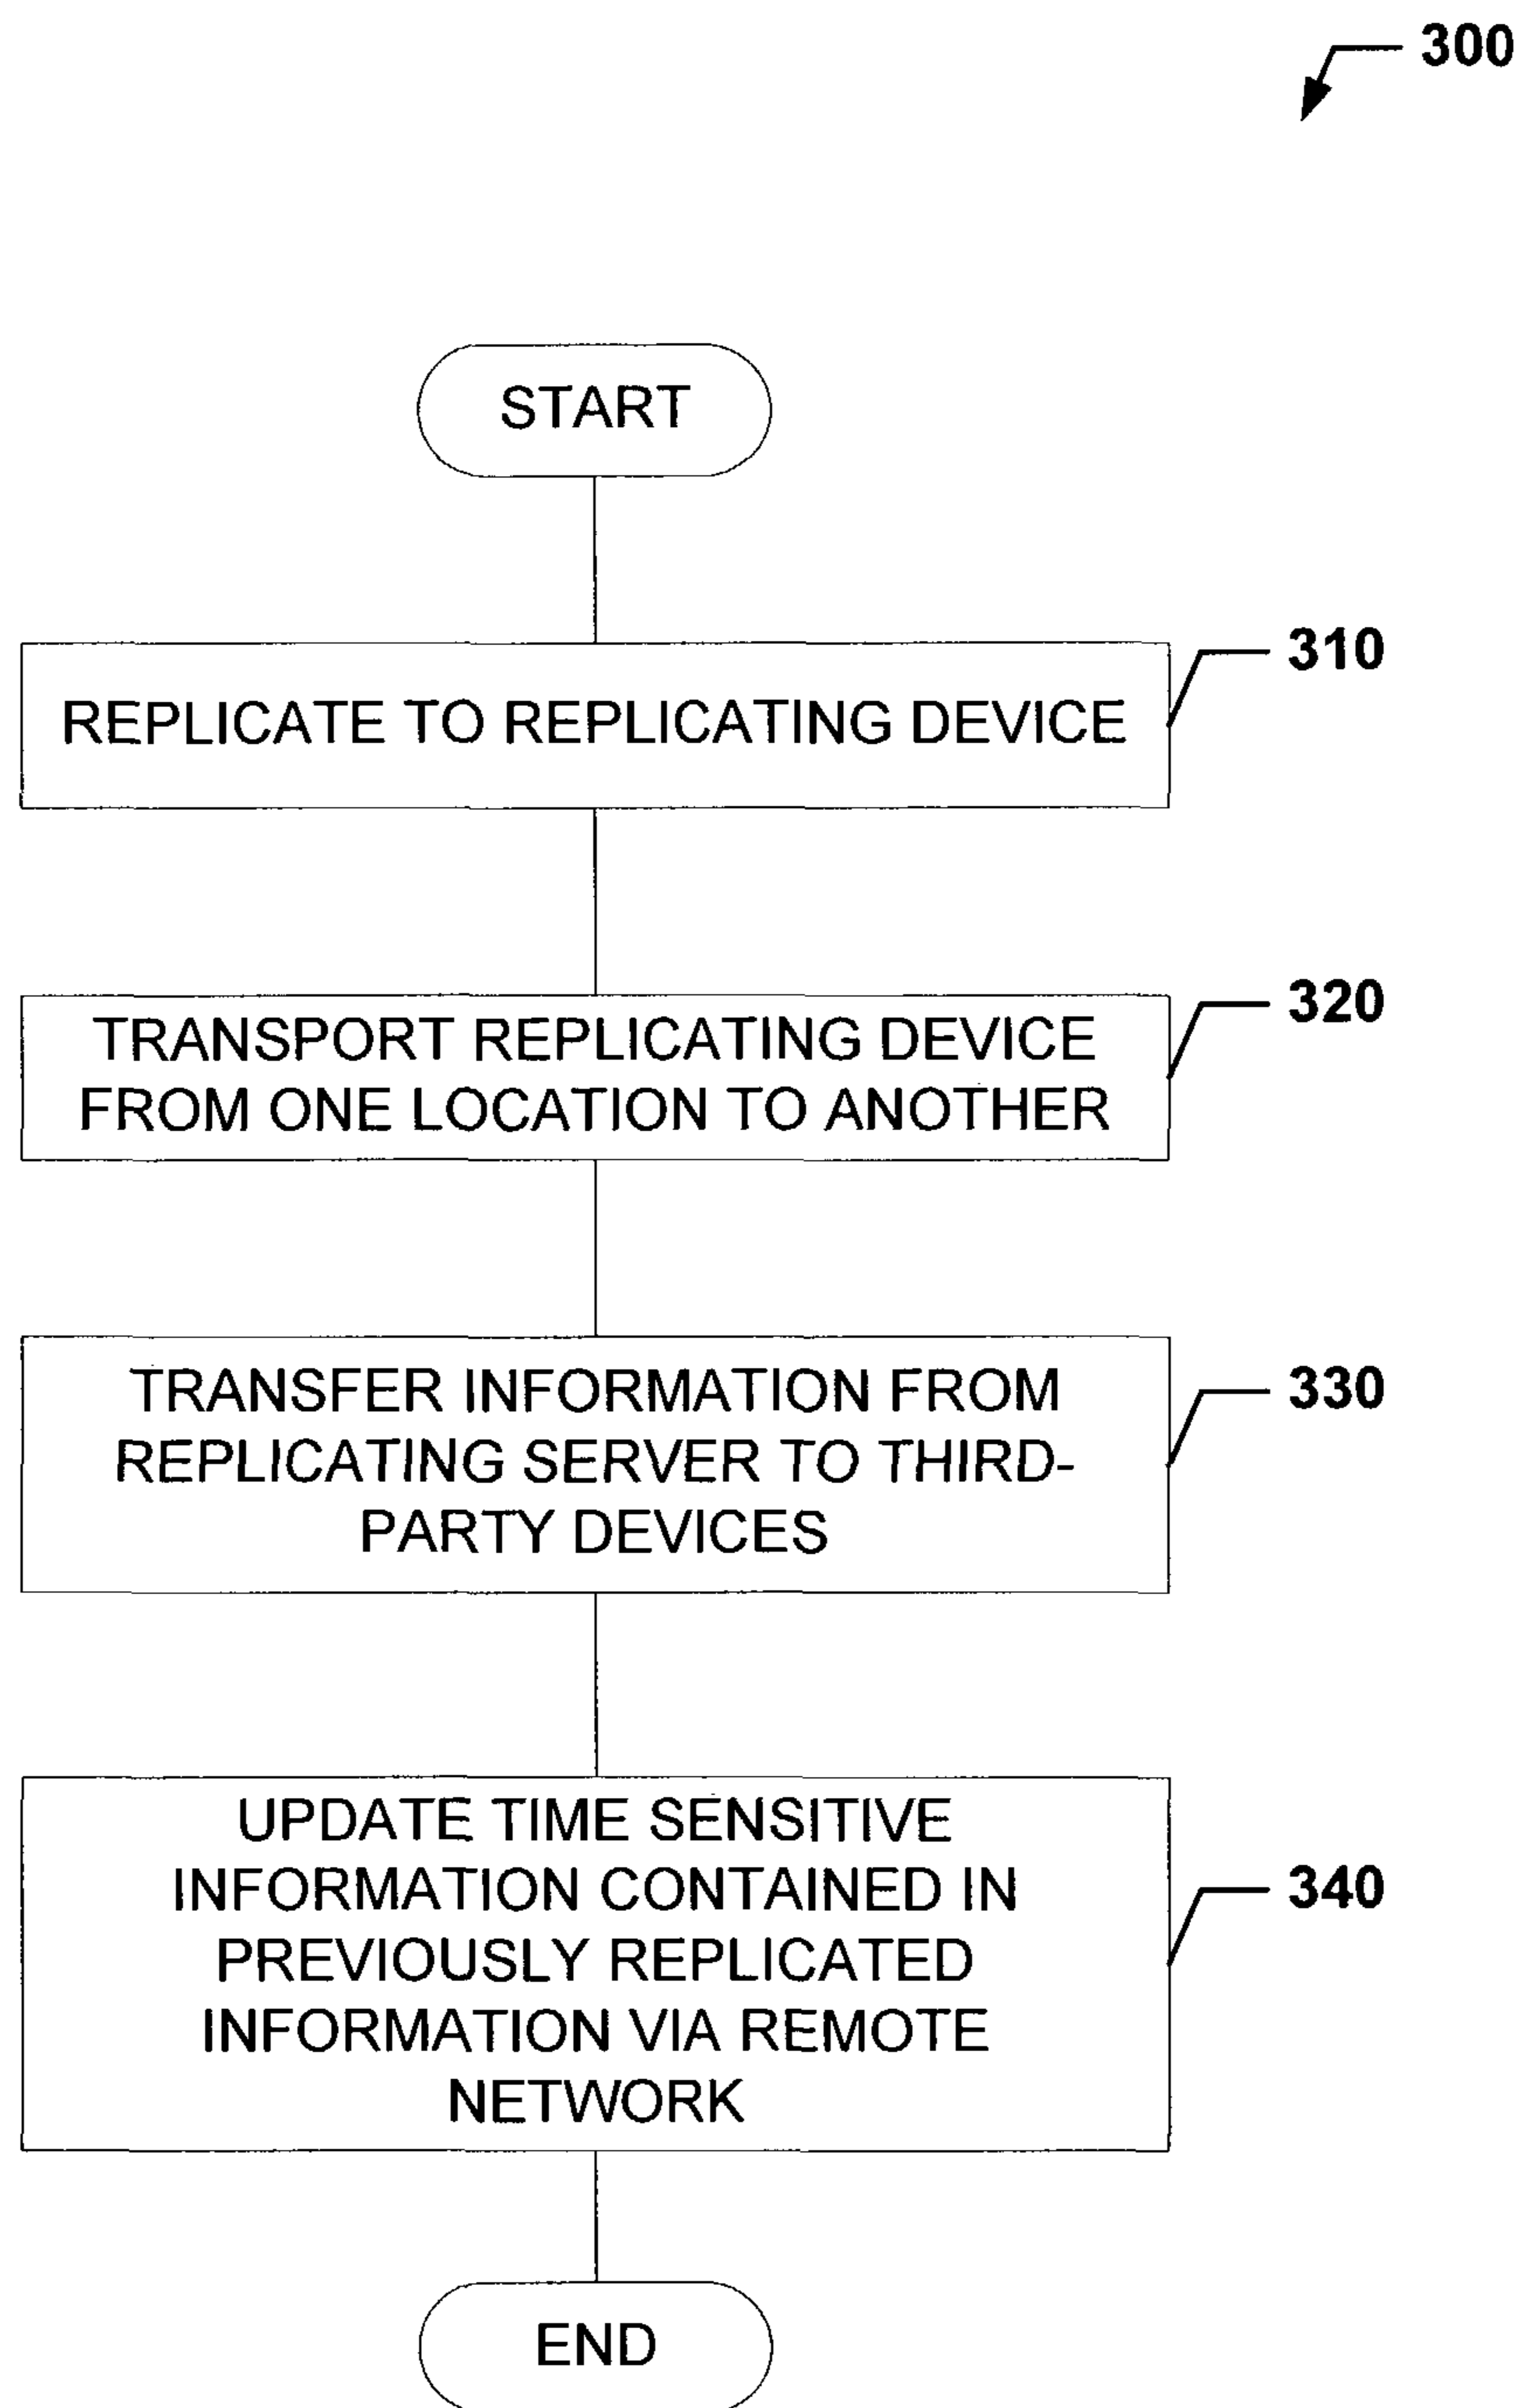 300
START
310
REPLICATE TO REPLICATING DEVICE
320
TRANSPORT REPLICATING DEVICE
FROM ONE LOCATION TO ANOTHER
330
TRANSFER INFORMATION FROM
REPLICATING SERVER TO THIRD-
PARTY DEVICES
340
UPDATE TIME SENSITIVE
INFORMATION CONTAINED IN
PREVIOUSLY REPLICATED
INFORMATION VIA REMOTE
NETWORK
END